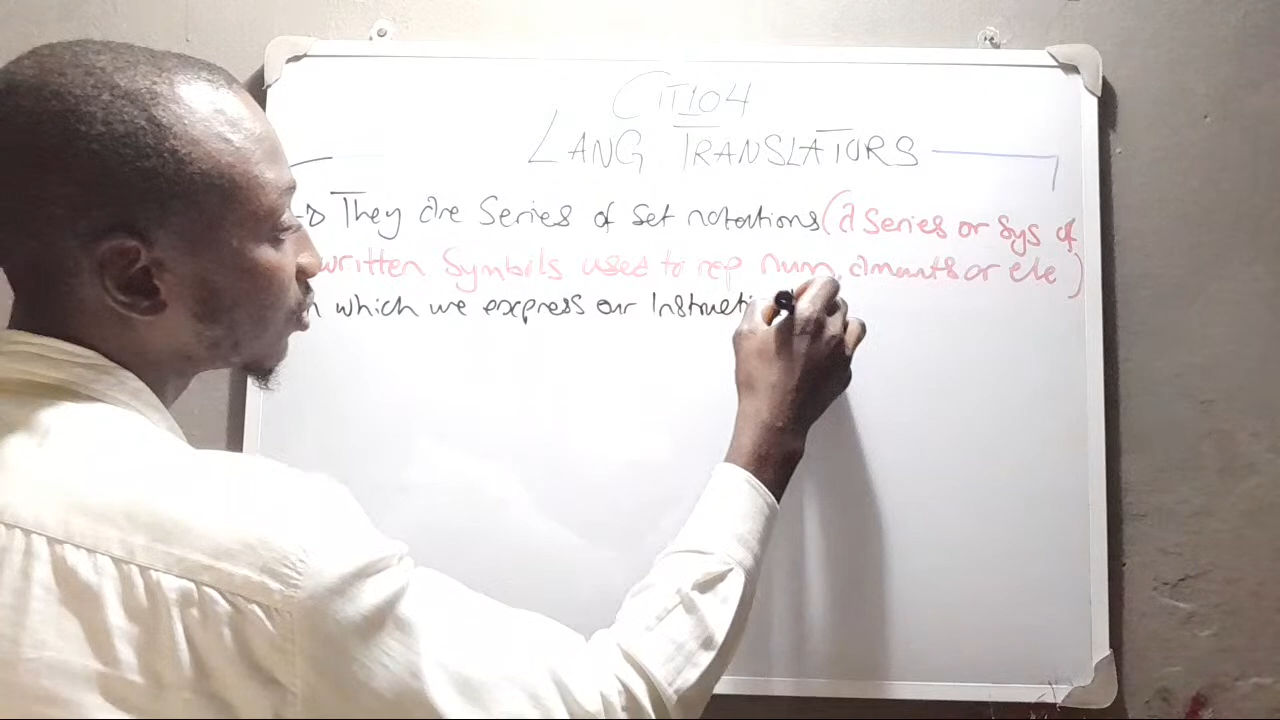 CIT104
LANG TRANSLATORS
They are Series of Set notations (A Series or Sys of
written Symbols used to rep num, amounts or ele)
which we express our Instructi